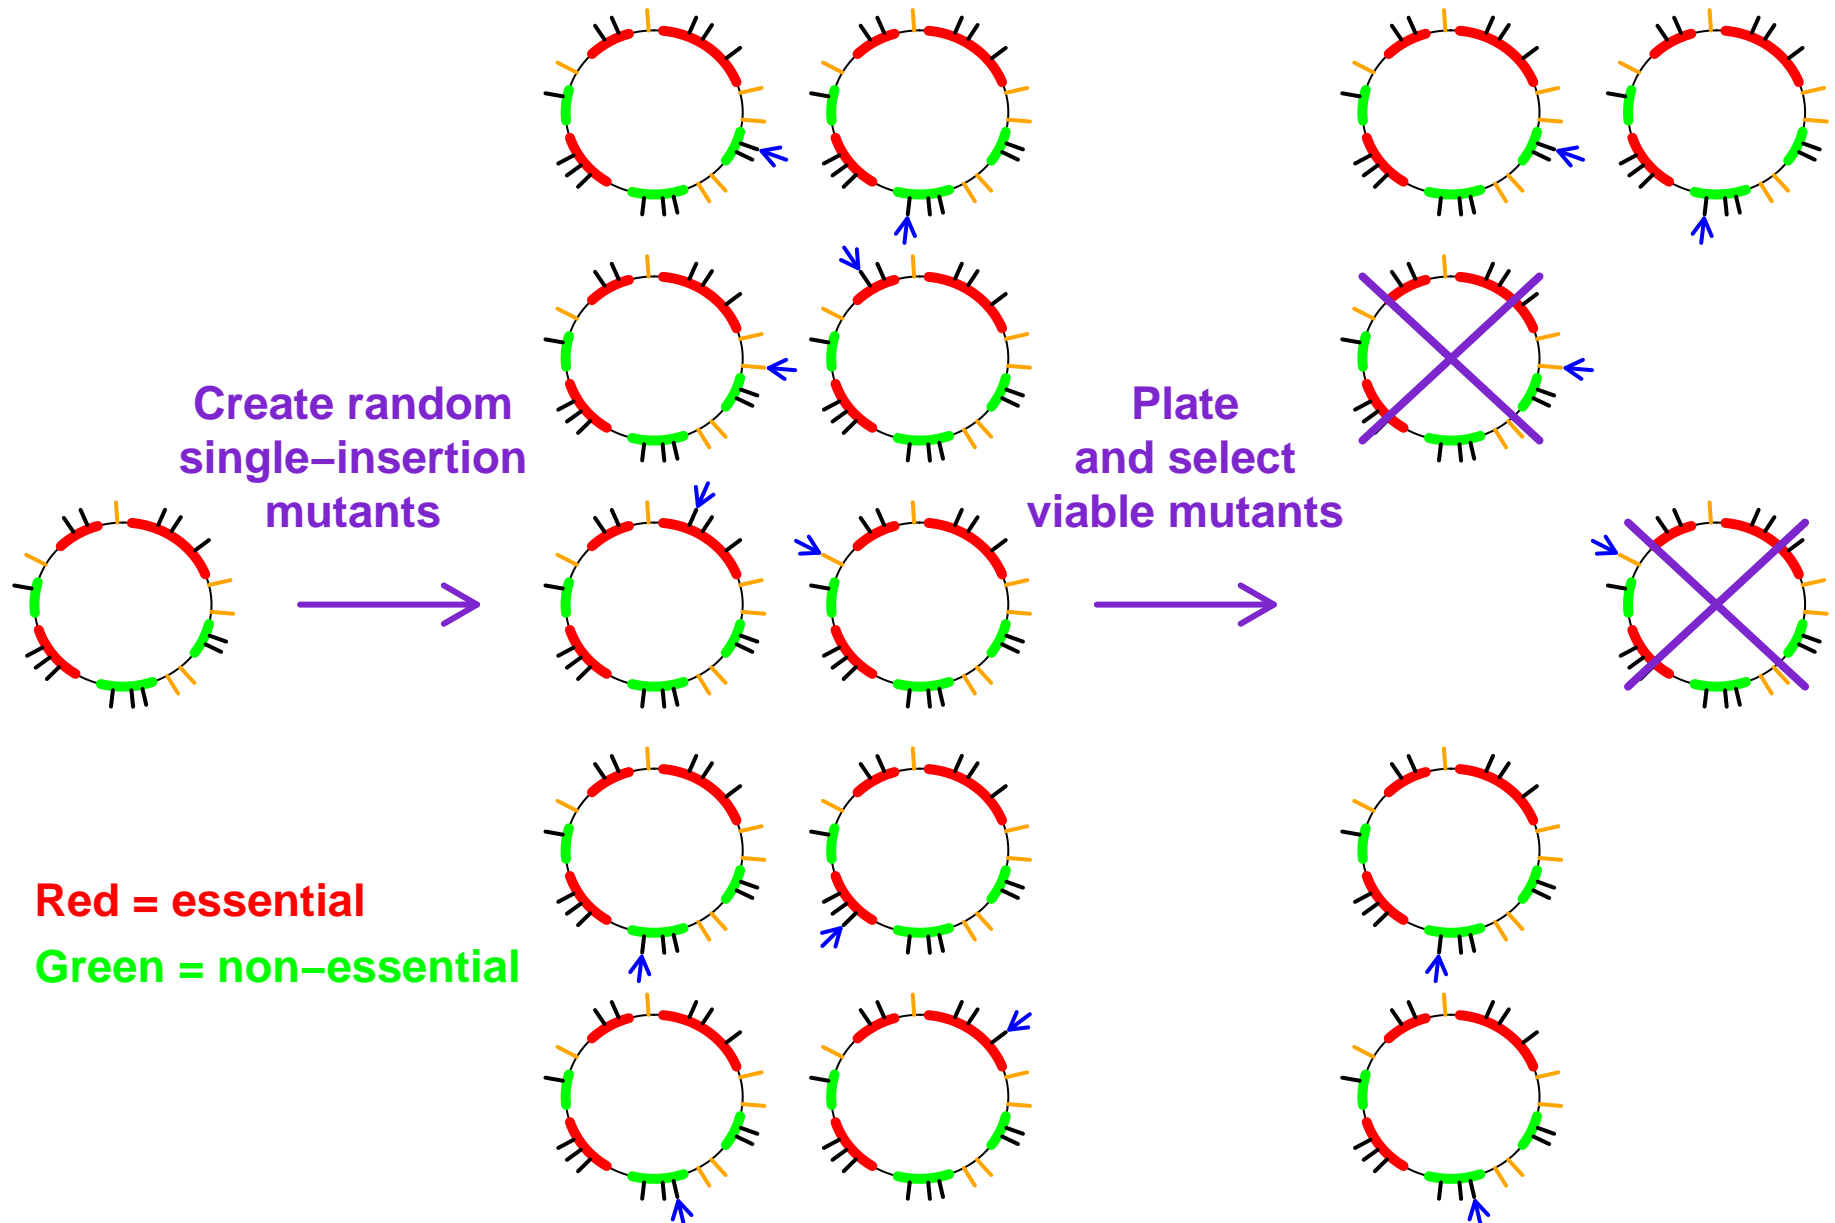 Create random
single–insertion
mutants
Plate
and select
viable mutants
Red = essential
Green = non–essential